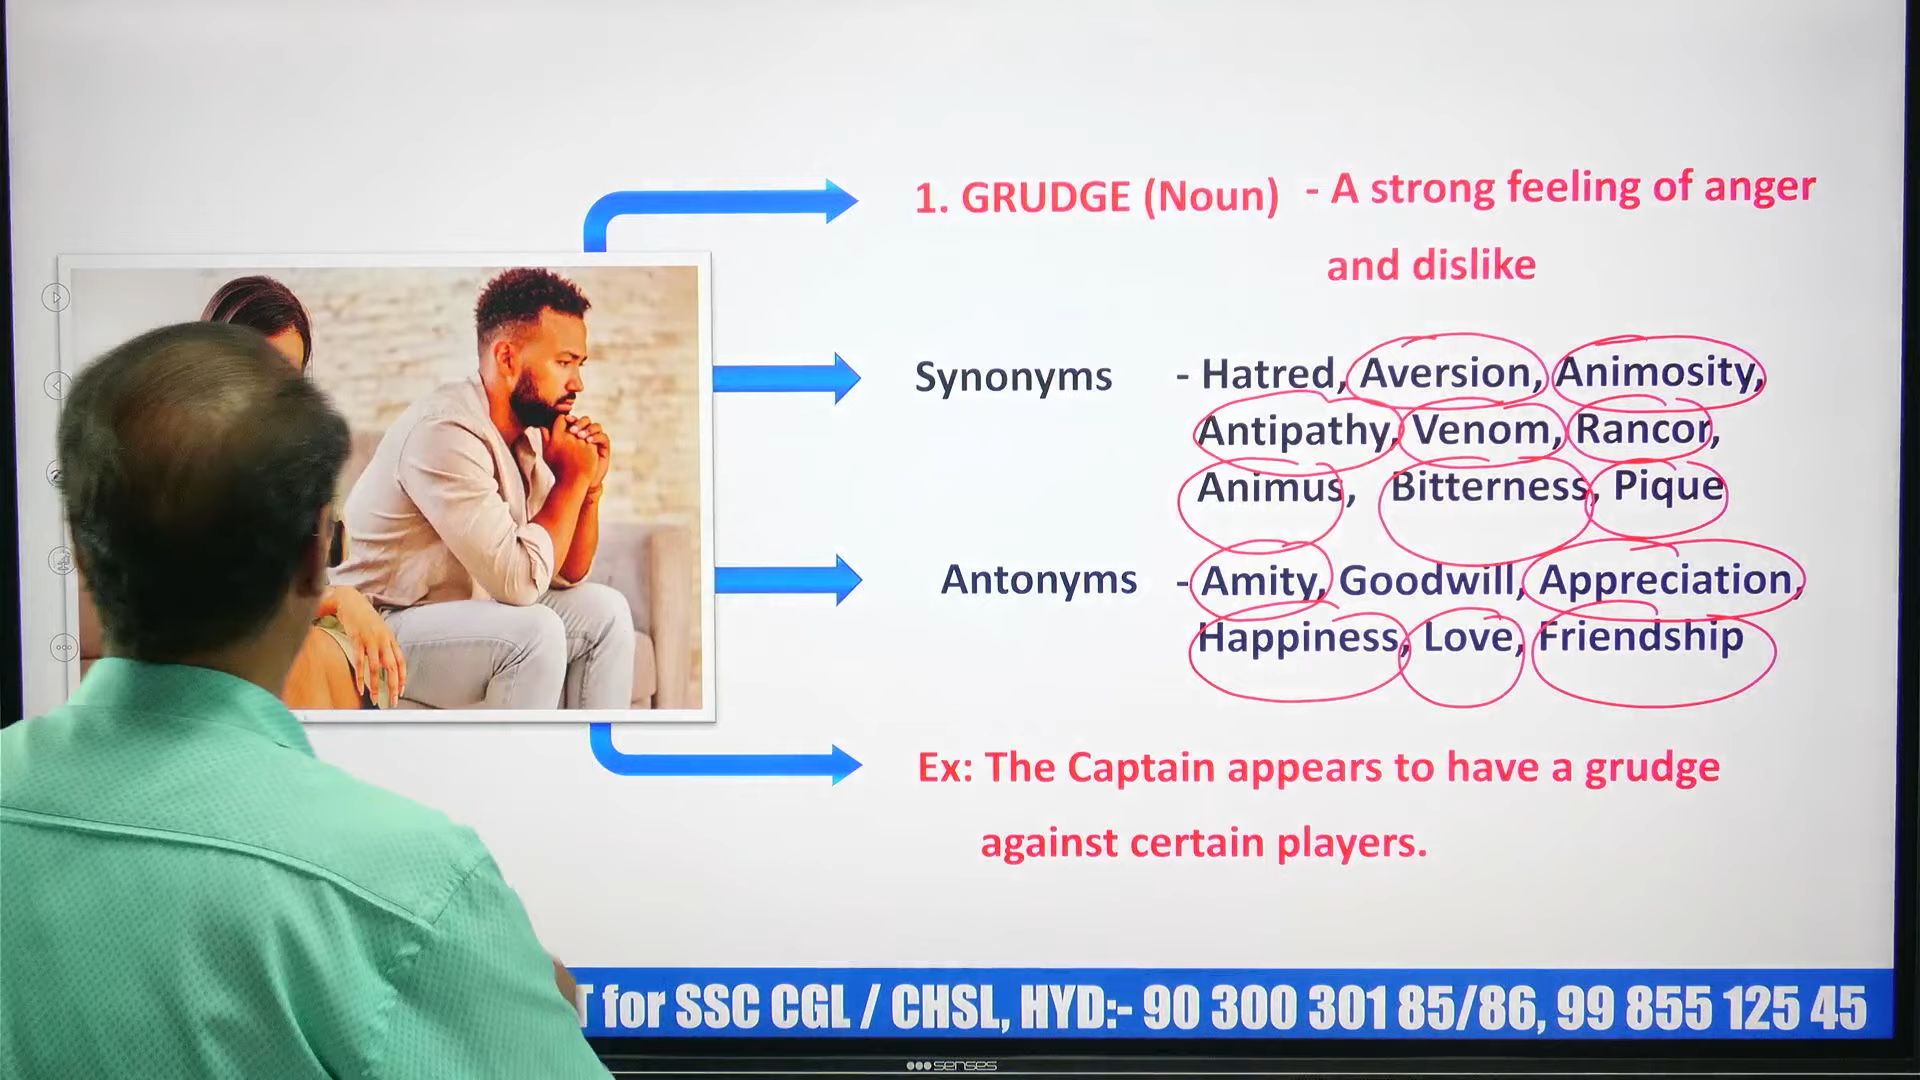 1. GRUDGE (Noun) - A strong feeling of anger
and dislike
Synonyms - Hatred, Aversion, Animosity,
Antipathy, Venom, Rancor,
Animus, Bitterness, Pique
Antonyms - Amity, Goodwill, Appreciation,
Happiness, Love, Friendship
Ex: The Captain appears to have a grudge
against certain players.
T for SSC CGL / CHSL, HYD:- 90 300 301 85/86, 99 855 125 45
senses